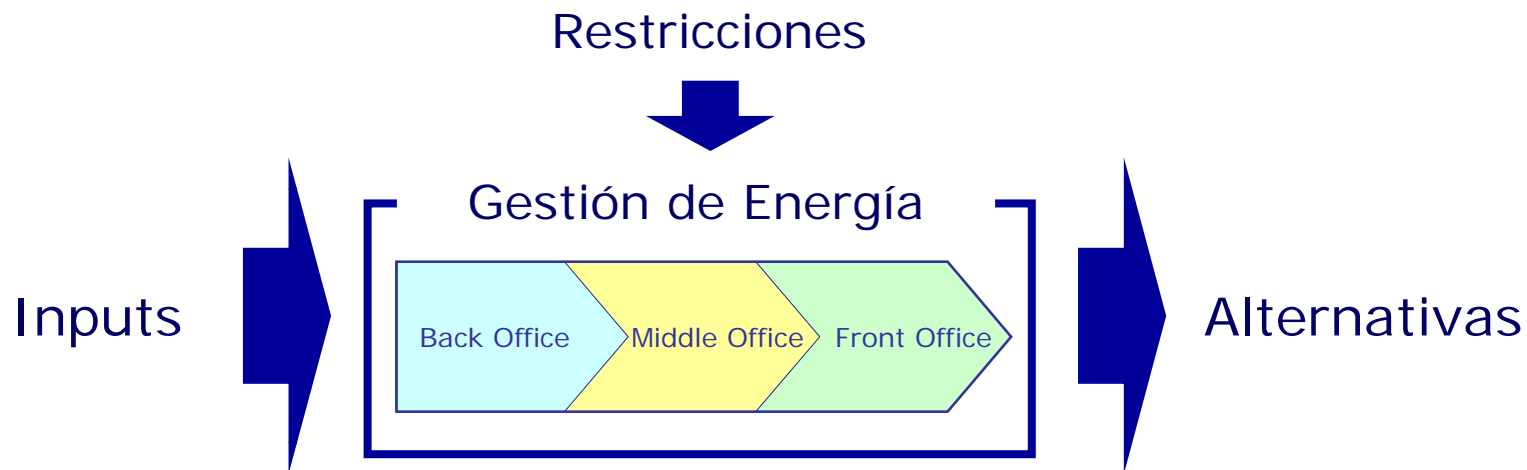 Restricciones
Gestión de Energía
Inputs
Back Office
Middle Office
Front Office
Alternativas